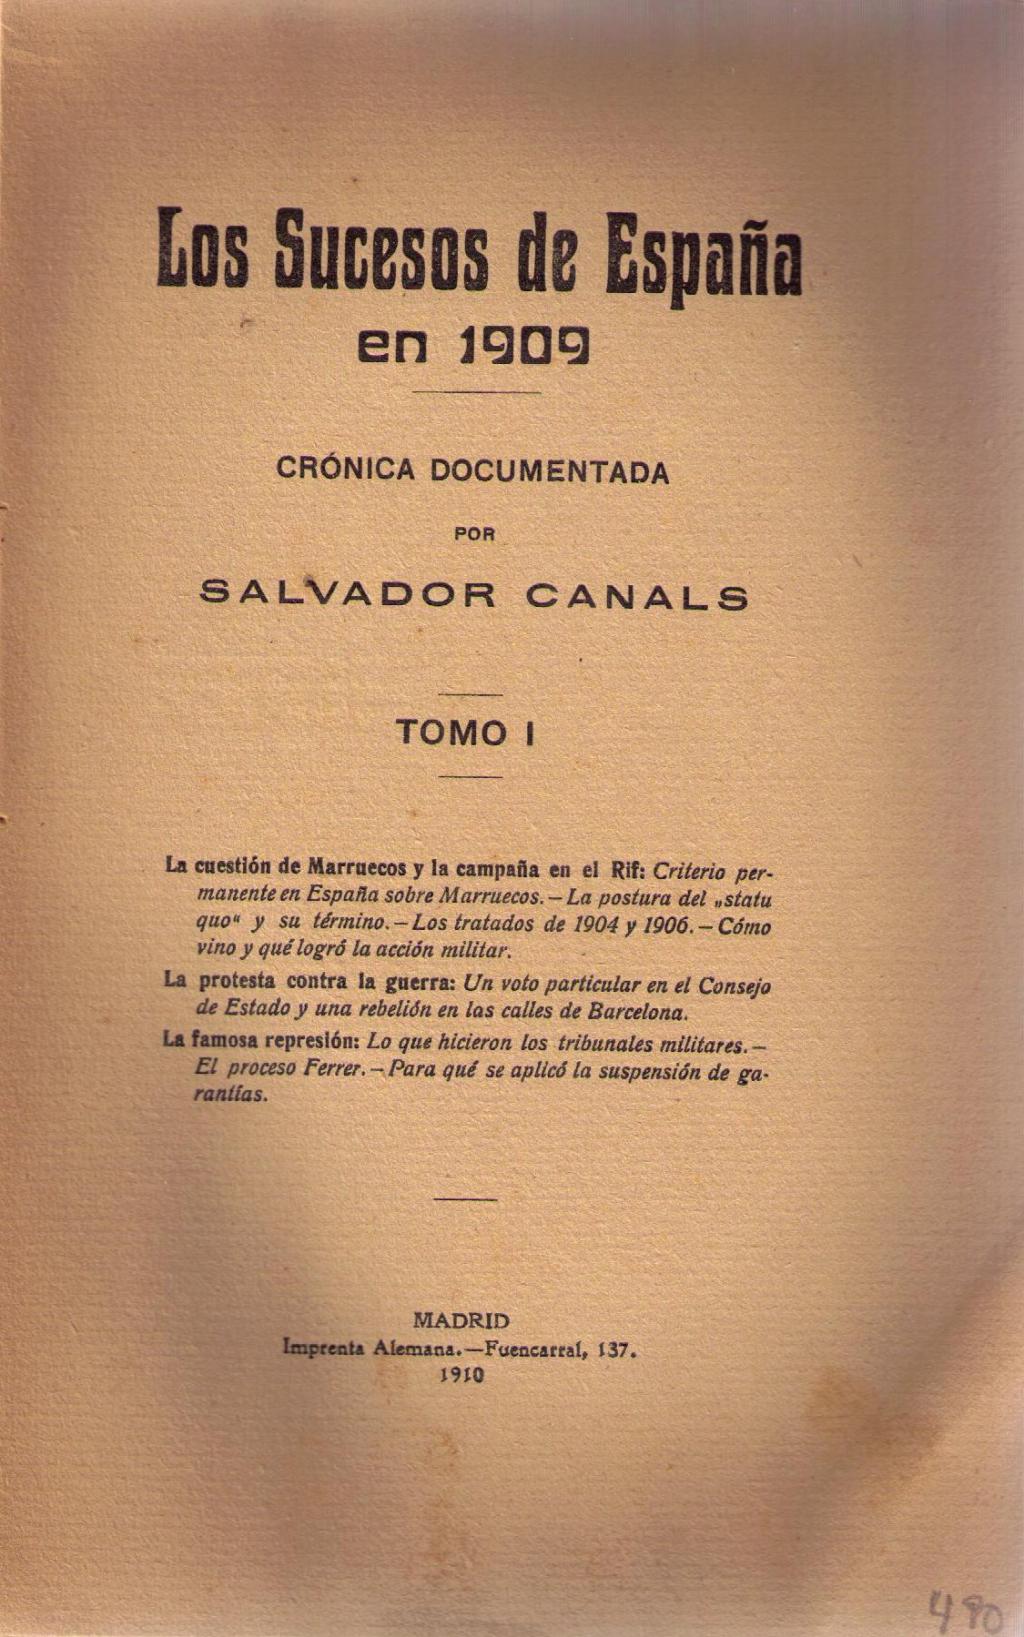 Los Sucesos de España
en 1909
CRÓNICA DOCUMENTADA
POR
SALVADOR CANALS
TOMO I
La cuestión de Marruecos y la campaña en el Rif: Criterio per-
manente en España sobre Marruecos.—La postura del „statu
quo“ y su término.—Los tratados de 1904 y 1906.—Cómo
vino y qué logró la acción militar.
La protesta contra la guerra: Un voto particular en el Consejo
de Estado y una rebelión en las calles de Barcelona.
La famosa represión: Lo que hicieron los tribunales militares.—
El proceso Ferrer.—Para qué se aplicó la suspensión de ga-
rantías.
MADRID
Imprenta Alemana.—Fuencarral, 137.
1910
490